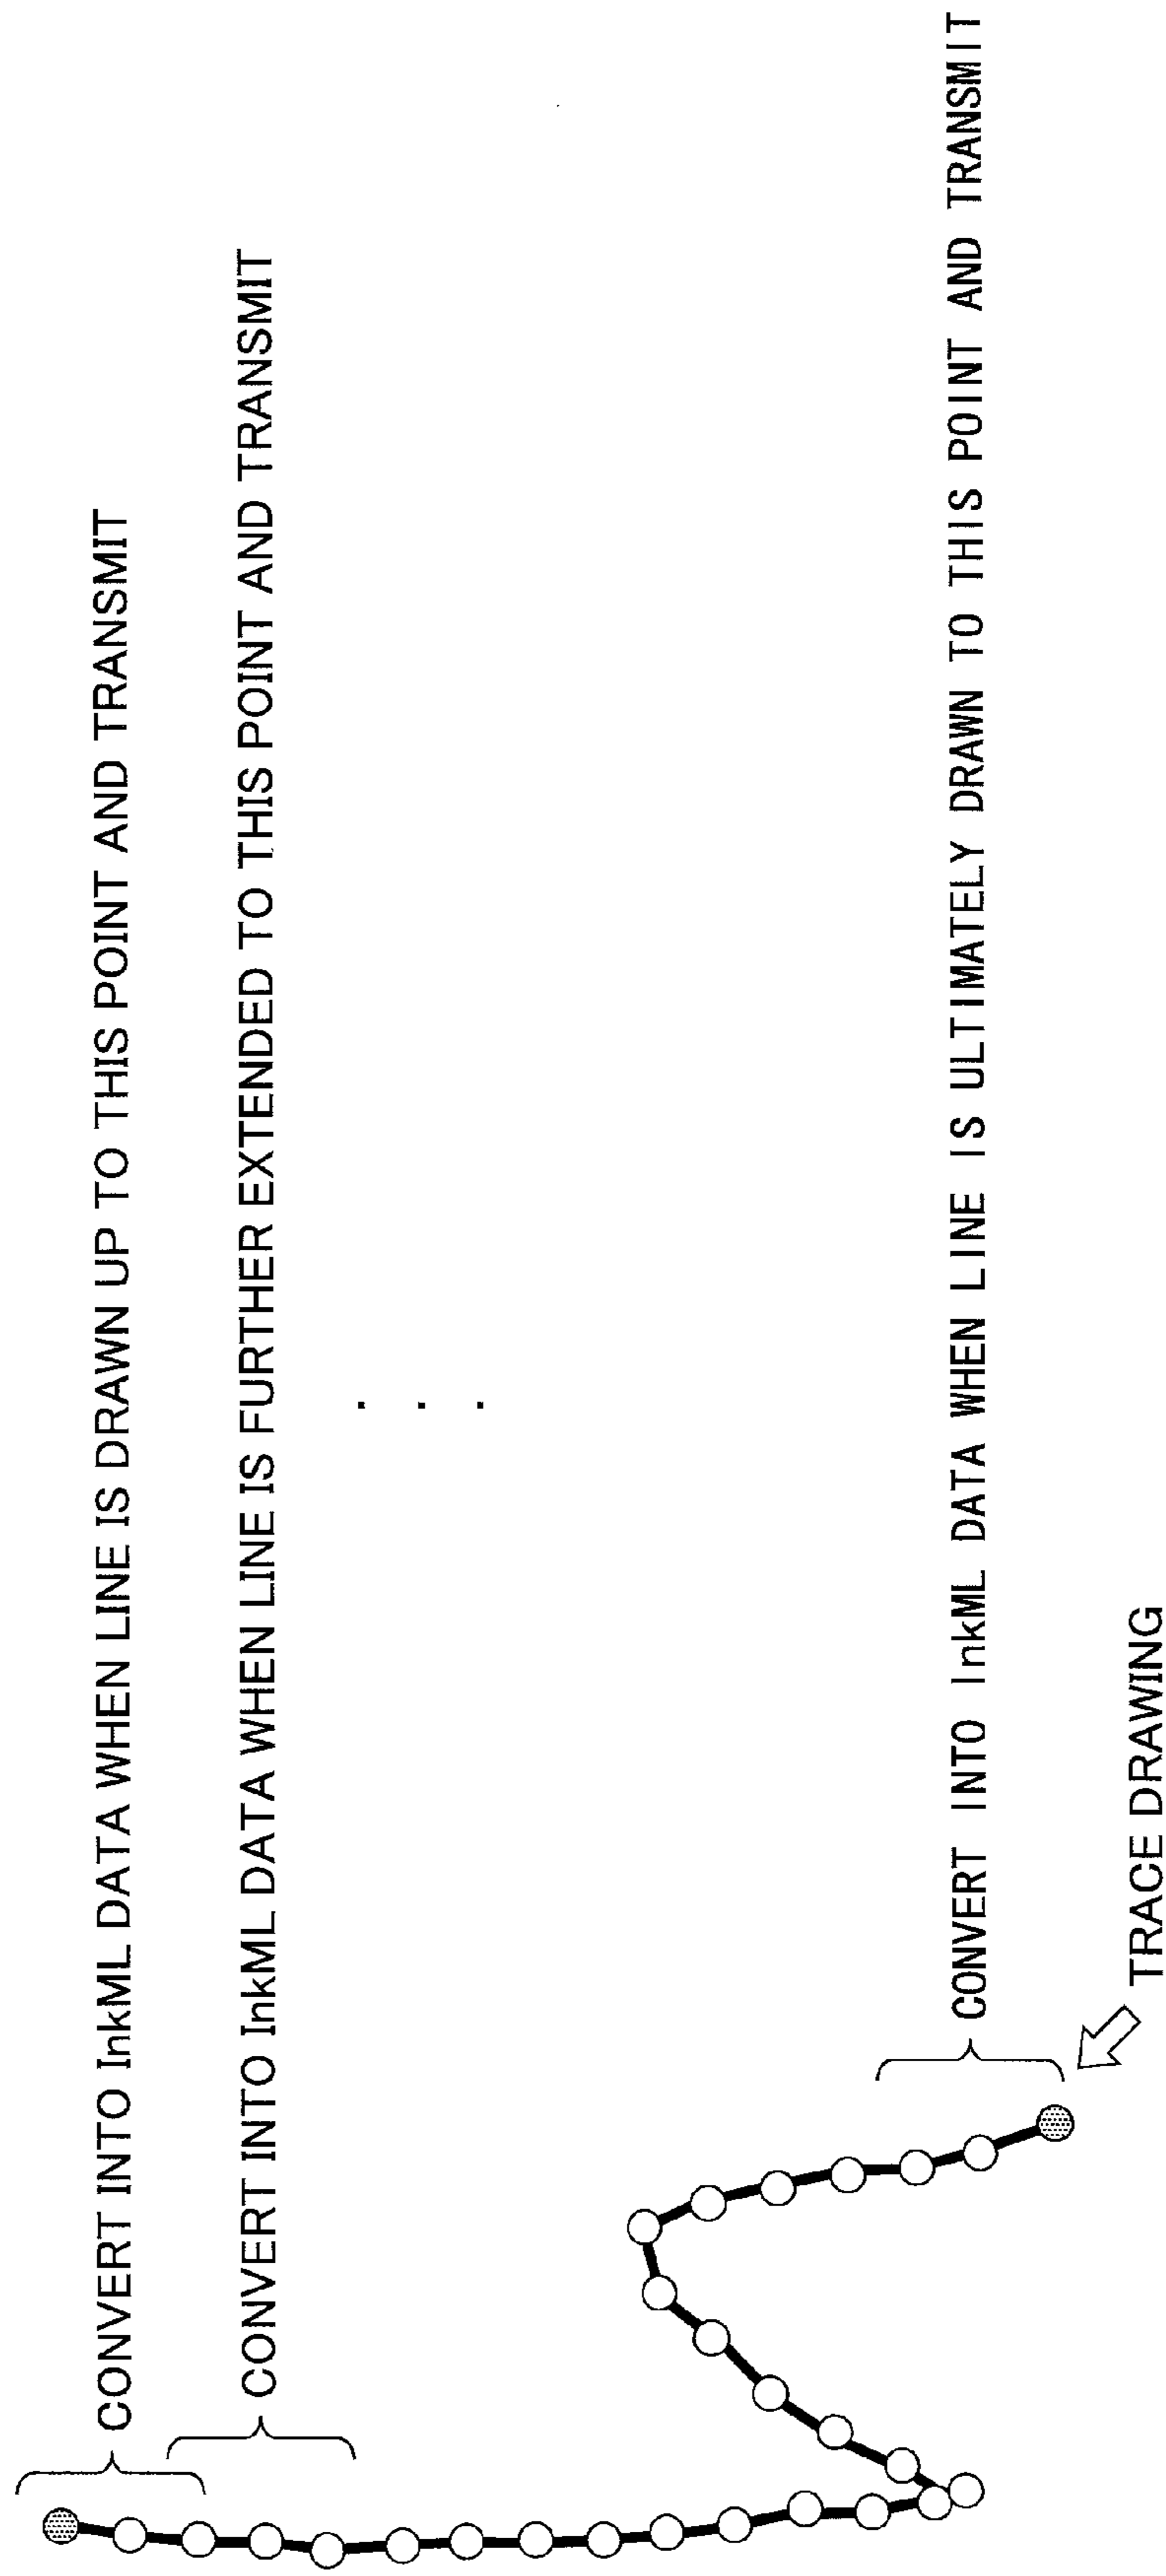 CONVERT INTO InkML DATA WHEN LINE IS DRAWN UP TO THIS POINT AND TRANSMIT
CONVERT INTO InkML DATA WHEN LINE IS FURTHER EXTENDED TO THIS POINT AND TRANSMIT
. . .
CONVERT INTO InkML DATA WHEN LINE IS ULTIMATELY DRAWN TO THIS POINT AND TRANSMIT
TRACE DRAWING